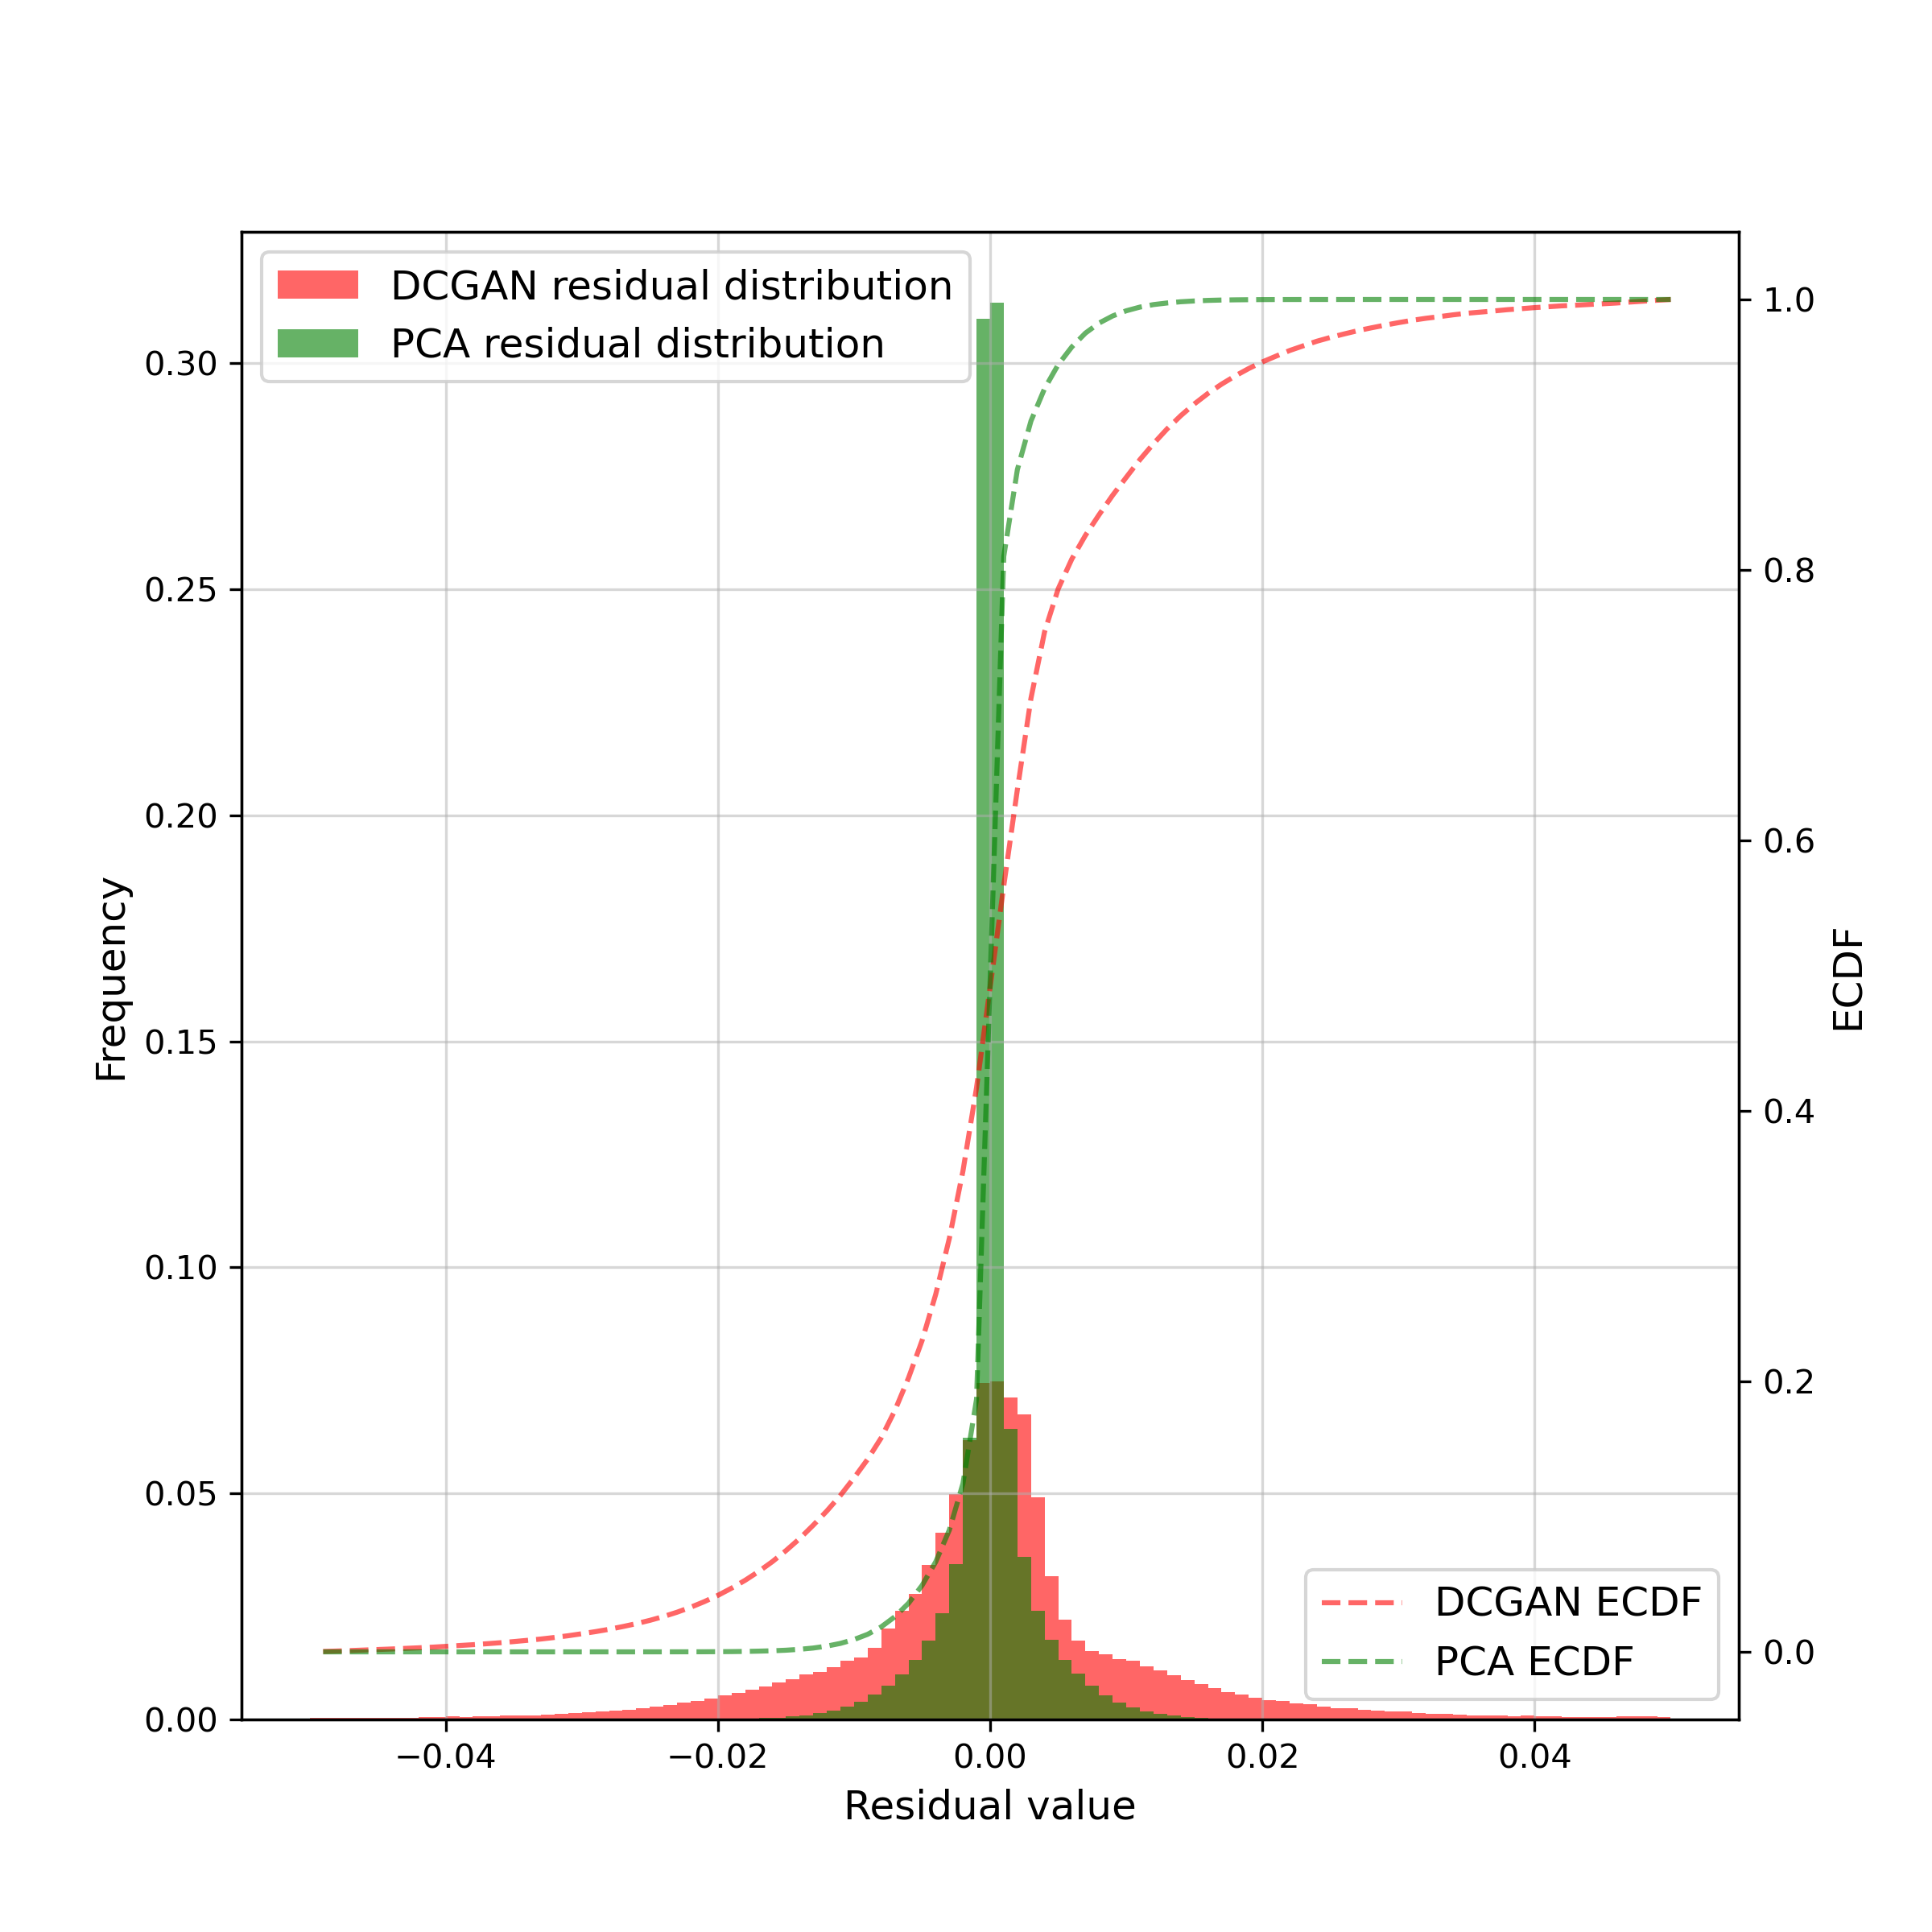 DCGAN residual distribution
PCA residual distribution
0.30
0.25
0.20
0.15
0.10
0.05
0.00
Frequency
1.0
0.8
0.6
0.4
0.2
0.0
ECDF
DCGAN ECDF
PCA ECDF
−0.04 −0.02 0.00 0.02 0.04
Residual value